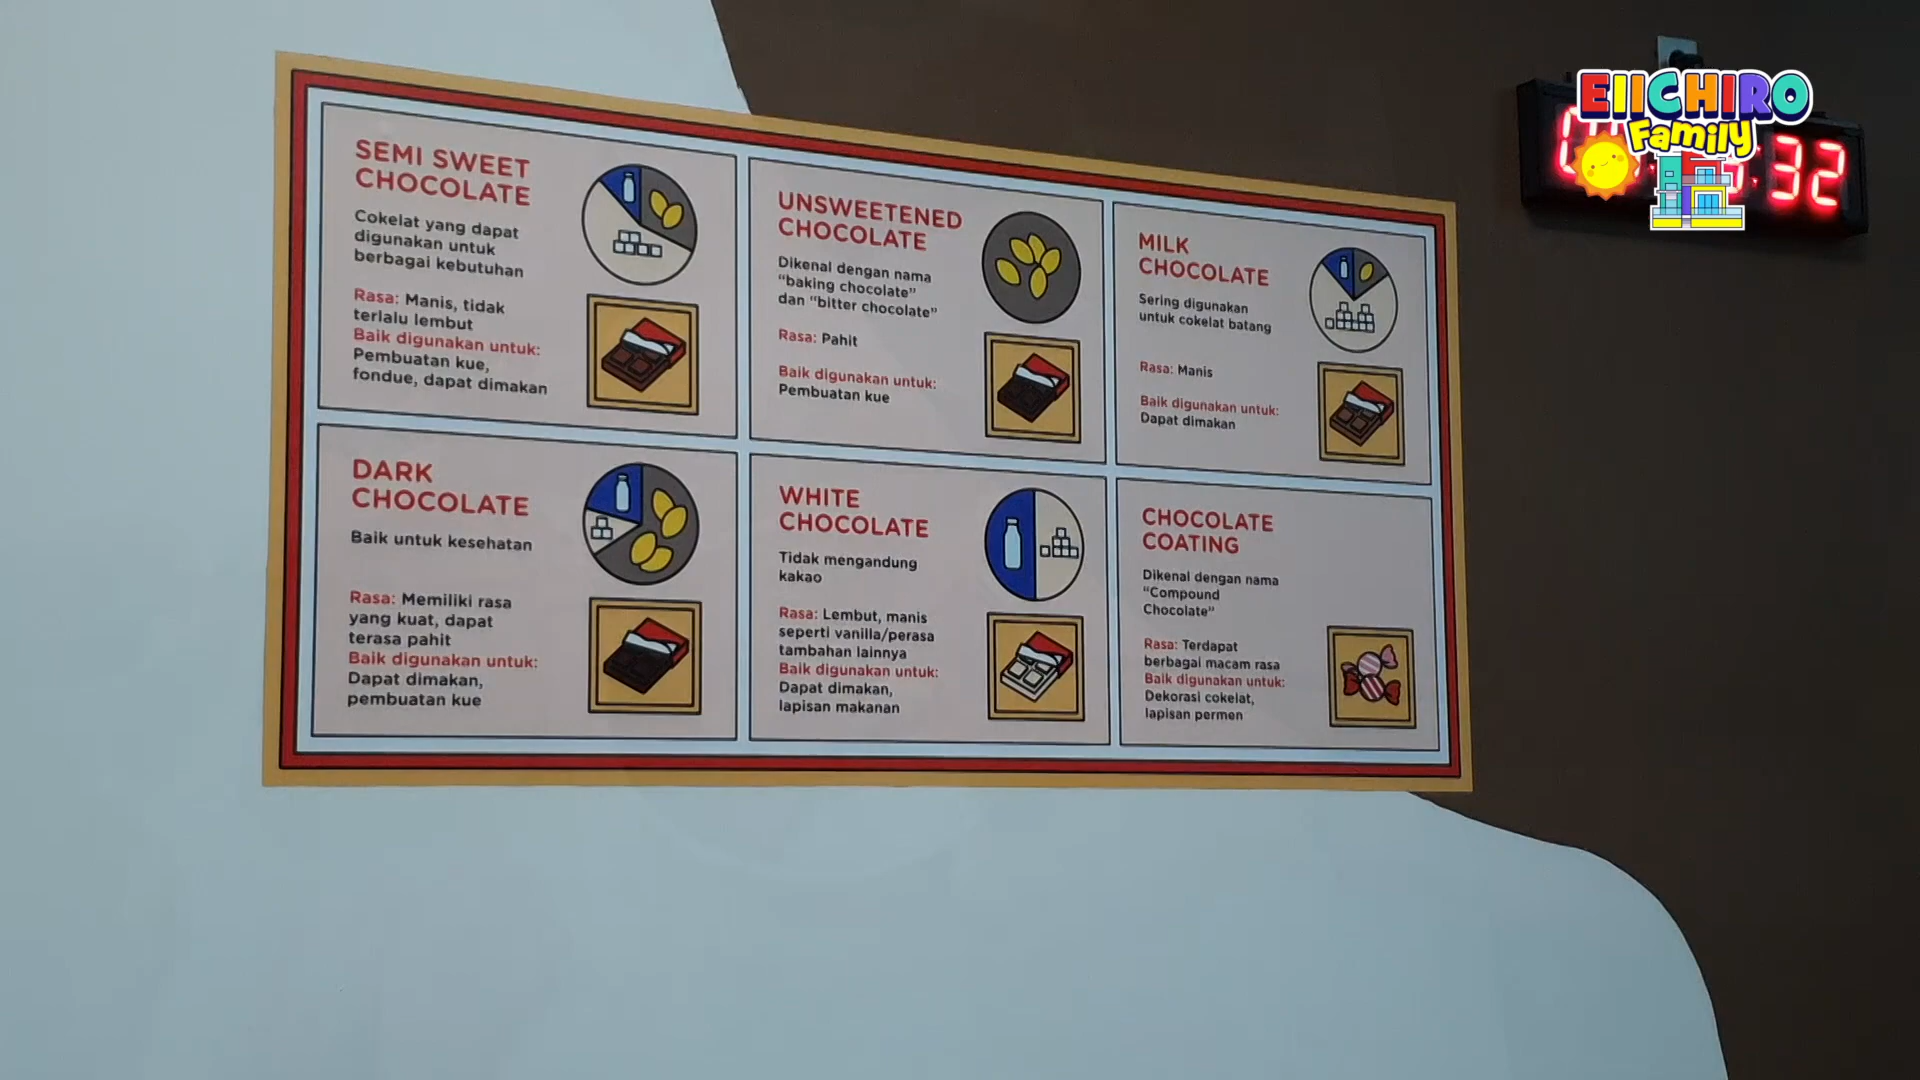 SEMI SWEET
CHOCOLATE
Cokelat yang dapat
digunakan untuk
berbagai kebutuhan
Rasa: Manis, tidak
terlalu lembut
Baik digunakan untuk:
Pembuatan kue,
fondue, dapat dimakan
UNSWEETENED
CHOCOLATE
Dikenal dengan nama
“baking chocolate”
dan “bitter chocolate”
Rasa: Pahit
Baik digunakan untuk:
Pembuatan kue
MILK
CHOCOLATE
Sering digunakan
untuk cokelat batang
Rasa: Manis
Baik digunakan untuk:
Dapat dimakan
DARK
CHOCOLATE
Baik untuk kesehatan
Rasa: Memiliki rasa
yang kuat, dapat
terasa pahit
Baik digunakan untuk:
Dapat dimakan,
pembuatan kue
WHITE
CHOCOLATE
Tidak mengandung
kakao
Rasa: Lembut, manis
seperti vanilla/perasa
tambahan lainnya
Baik digunakan untuk:
Dapat dimakan,
lapisan makanan
CHOCOLATE
COATING
Dikenal dengan nama
“Compound
Chocolate”
Rasa: Terdapat
berbagai macam rasa
Baik digunakan untuk:
Dekorasi cokelat,
lapisan permen
EIICHIRO
Family
32